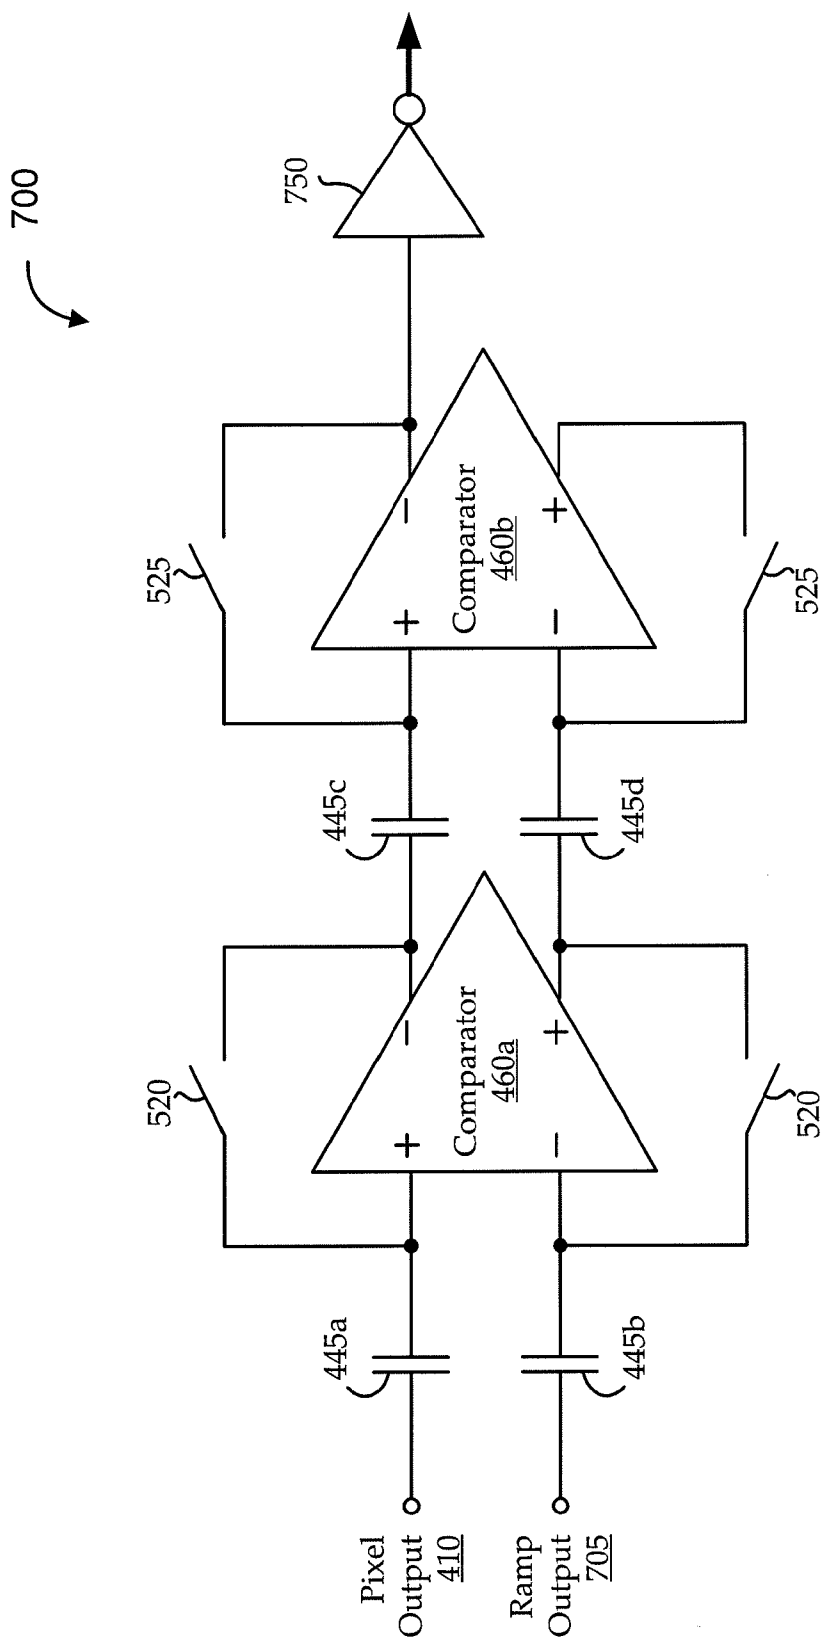 700
750
525
+
−
Comparator
460b
−
+
525
445c
445d
520
+
−
Comparator
460a
−
+
520
445a
445b
Pixel
Output
410
Ramp
Output
705